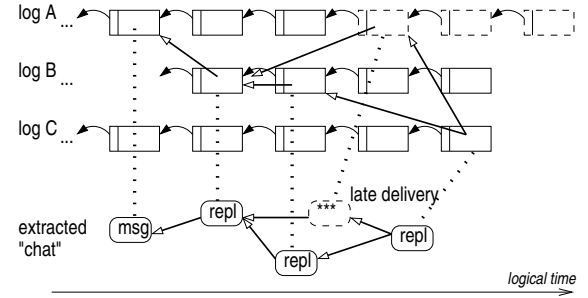 log A ...
log B ...
log C ...
*** late delivery
repl
extracted msg
"chat" repl
repl
logical time